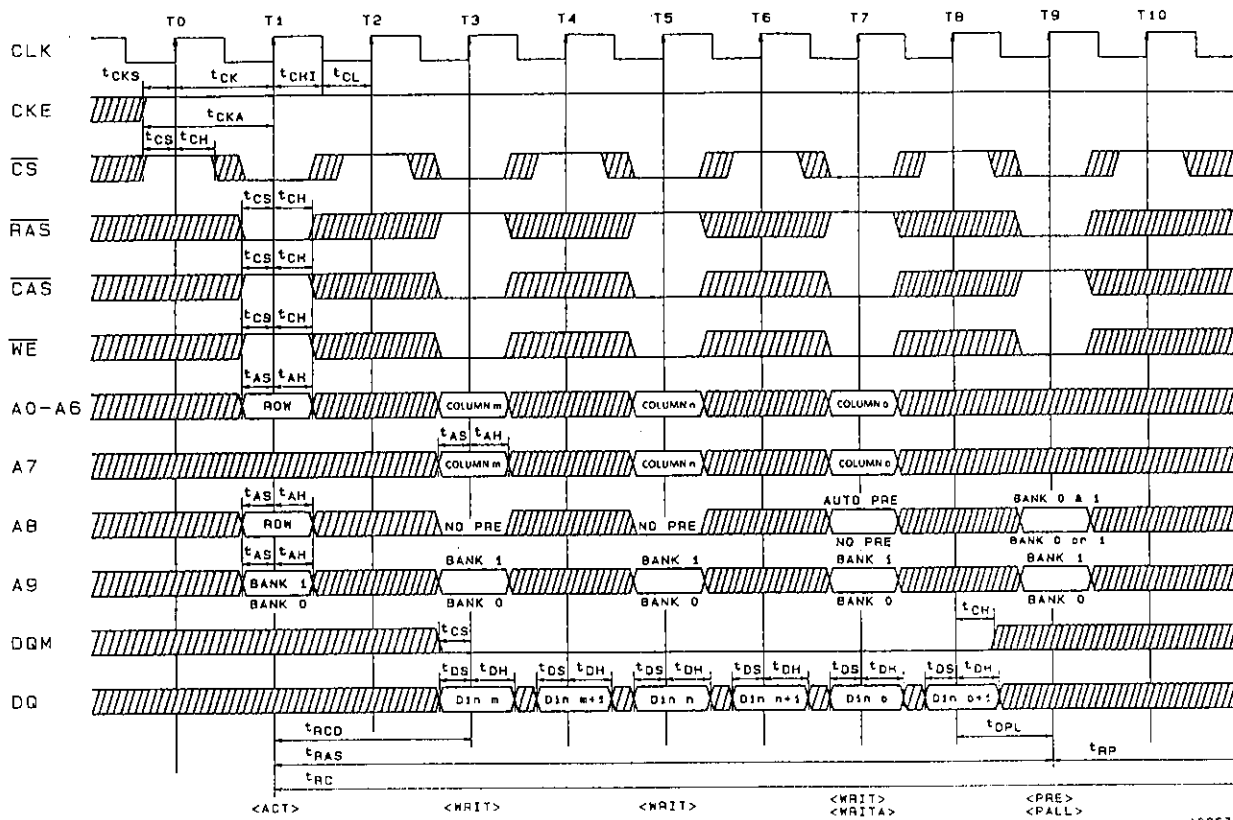 T0 T1 T2 T3 T4 T5 T6 T7 T8 T9 T10
CLK
tCKS tCK tCHI tCL
CKE
tCKA
tCS tCH
CS
tCS tCH
RAS
tCS tCH
CAS
tCS tCH
WE
tAS tAH
A0-A6 ROW COLUMN m COLUMN n COLUMN o
tAS tAH
A7 COLUMN m COLUMN n COLUMN o
tAS tAH AUTO PRE BANK 0 & 1
A8 ROW NO PRE NO PRE
NO PRE BANK 0 or 1
tAS tAH BANK 1 BANK 1 BANK 1 BANK 1
A9 BANK 1
BANK 0 BANK 0 BANK 0 BANK 0 BANK 0
tCH
DQM tCS
tDS tDH tDS tDH tDS tDH tDS tDH tDS tDH tDS tDH
DQ Din m Din m+1 Din n Din n+1 Din o Din o+1
tRCD tDPL
tRAS tRP
tRC
<ACT> <WRIT> <WRIT> <WRIT> <PRE>
<WRITA> <PALL>